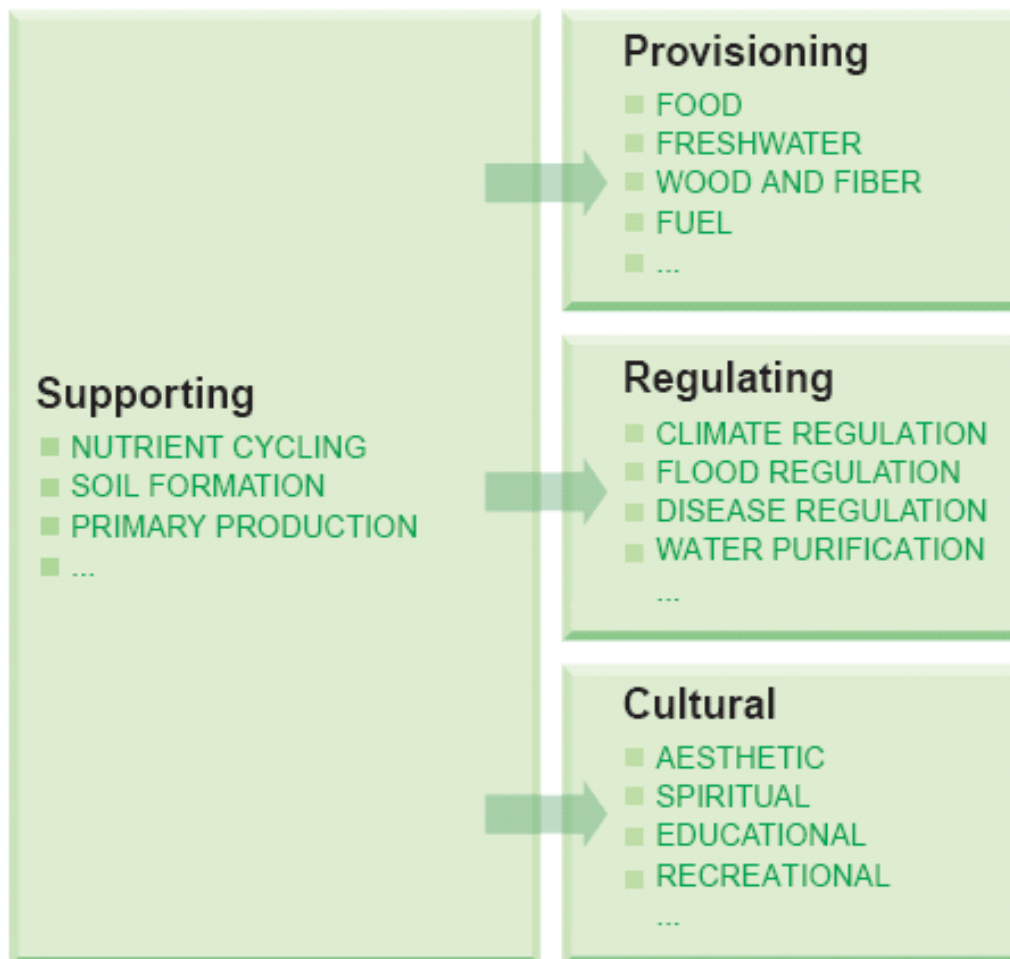 Supporting
NUTRIENT CYCLING
SOIL FORMATION
PRIMARY PRODUCTION
...
Provisioning
FOOD
FRESHWATER
WOOD AND FIBER
FUEL
...
Regulating
CLIMATE REGULATION
FLOOD REGULATION
DISEASE REGULATION
WATER PURIFICATION
...
Cultural
AESTHETIC
SPIRITUAL
EDUCATIONAL
RECREATIONAL
...